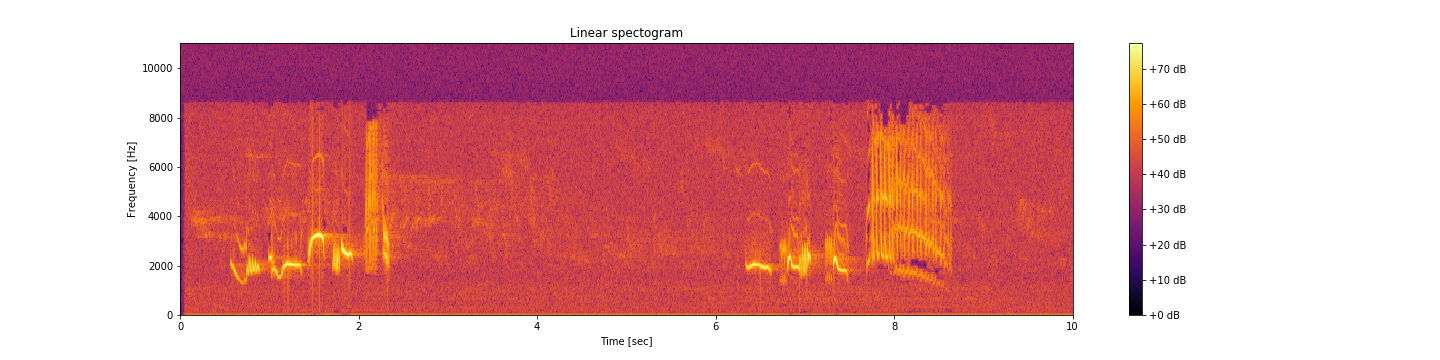 Linear spectogram
Frequency [Hz]
10000
8000
6000
4000
2000
0
0 2 4 6 8 10
Time [sec]
+70 dB
+60 dB
+50 dB
+40 dB
+30 dB
+20 dB
+10 dB
+0 dB